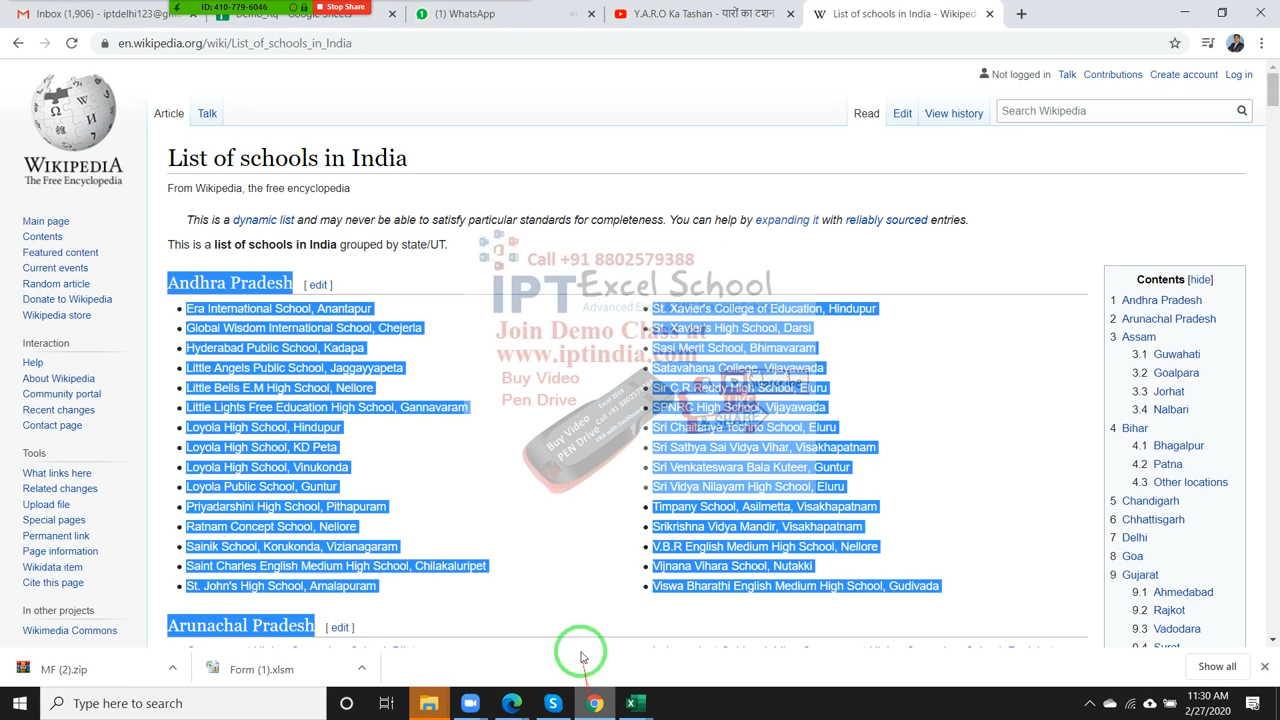 Inbox (1,900) - iptdelhi123@gm
ID: 410-779-6046
Stop Share
Demo_Rq - Google Sheets
(1) WhatsApp
Y.A.R.O Ka Tashan - यारों का टशन
List of schools in India - Wikiped
en.wikipedia.org/wiki/List_of_schools_in_India
Not logged in Talk Contributions Create account Log in
Article Talk
Read Edit View history
Search Wikipedia
WIKIPEDIA
The Free Encyclopedia
List of schools in India
From Wikipedia, the free encyclopedia
This is a dynamic list and may never be able to satisfy particular standards for completeness. You can help by expanding it with reliably sourced entries.
This is a list of schools in India grouped by state/UT.
Main page
Contents
Featured content
Current events
Random article
Donate to Wikipedia
Wikipedia store
Interaction
Help
About Wikipedia
Community portal
Recent changes
Contact page
Tools
What links here
Related changes
Upload file
Special pages
Permanent link
Page information
Wikidata item
Cite this page
In other projects
Wikimedia Commons
Andhra Pradesh [ edit ]
Era International School, Anantapur
Global Wisdom International School, Chejerla
Hyderabad Public School, Kadapa
Little Angels Public School, Jaggayyapeta
Little Bells E.M High School, Nellore
Little Lights Free Education High School, Gannavaram
Loyola High School, Hindupur
Loyola High School, KD Peta
Loyola High School, Vinukonda
Loyola Public School, Guntur
Priyadarshini High School, Pithapuram
Ratnam Concept School, Nellore
Sainik School, Korukonda, Vizianagaram
Saint Charles English Medium High School, Chilakaluripet
St. John's High School, Amalapuram
St. Xavier's College of Education, Hindupur
St. Xavier's High School, Darsi
Sasi Merit School, Bhimavaram
Satavahana College, Vijayawada
Sir C.R.Reddy High School, Eluru
SPNRC High School, Vijayawada
Sri Chaitanya Techno School, Eluru
Sri Sathya Sai Vidya Vihar, Visakhapatnam
Sri Venkateswara Bala Kuteer, Guntur
Sri Vidya Nilayam High School, Eluru
Timpany School, Asilmetta, Visakhapatnam
Srikrishna Vidya Mandir, Visakhapatnam
V.B.R English Medium High School, Nellore
Vijnana Vihara School, Nutakki
Viswa Bharathi English Medium High School, Gudivada
Arunachal Pradesh [ edit ]
Call +91 8802579388
IPT Excel School
Join Demo Class at
www.iptindia.com
Buy Video
Pen Drive
Buy Video
PEN Drive
SHARE
Contents [hide]
1 Andhra Pradesh
2 Arunachal Pradesh
3 Assam
3.1 Guwahati
3.2 Goalpara
3.3 Jorhat
3.4 Nalbari
4 Bihar
4.1 Bhagalpur
4.2 Patna
4.3 Other locations
5 Chandigarh
6 Chhattisgarh
7 Delhi
8 Goa
9 Gujarat
9.1 Ahmedabad
9.2 Rajkot
9.3 Vadodara
9.4 Surat
MF (2).zip
Form (1).xlsm
Show all
Type here to search
11:30 AM
2/27/2020